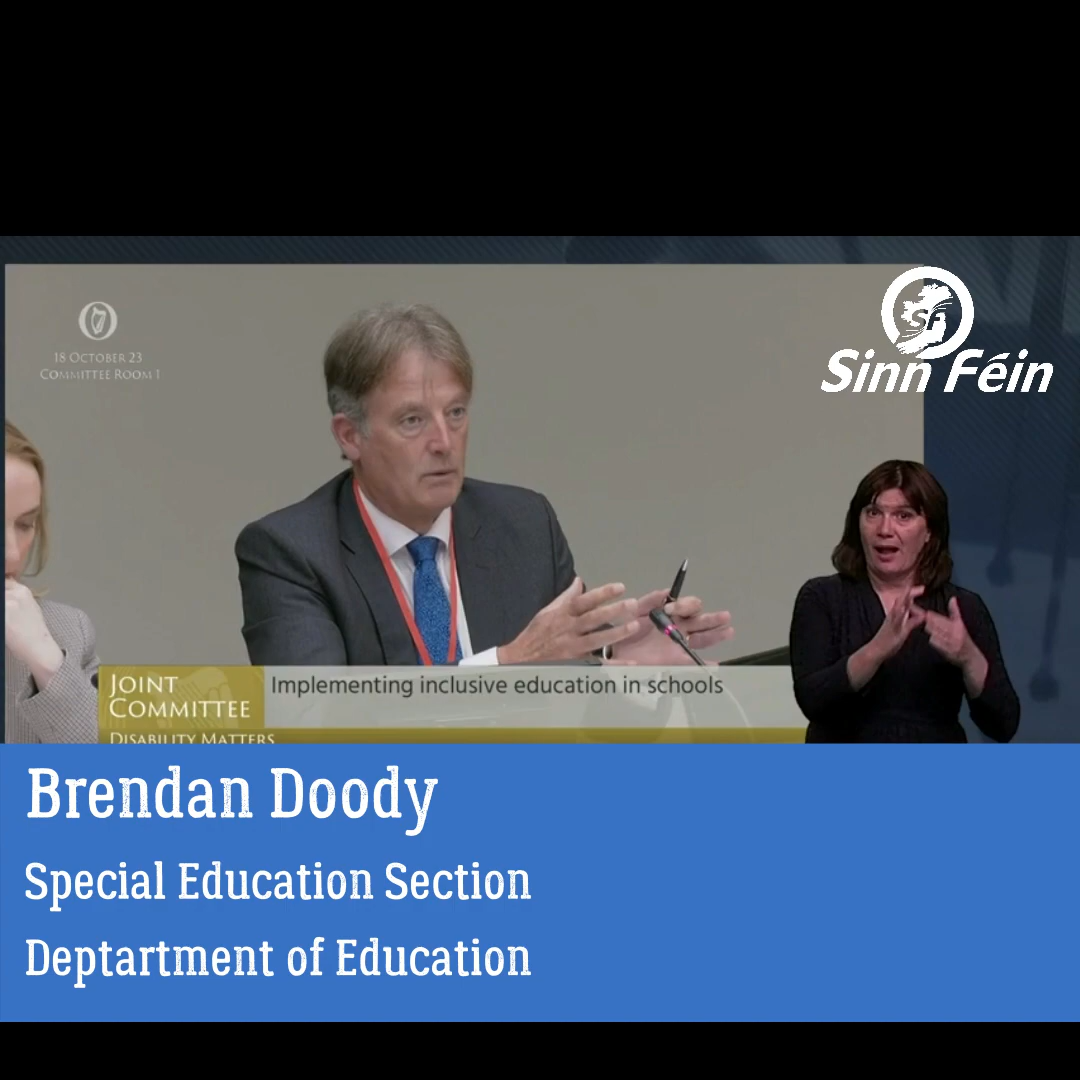 18 October 23
Committee Room 1
SF
Sinn Féin
Joint
Committee
Implementing inclusive education in schools
Disability Matters
Brendan Doody
Special Education Section
Deptartment of Education